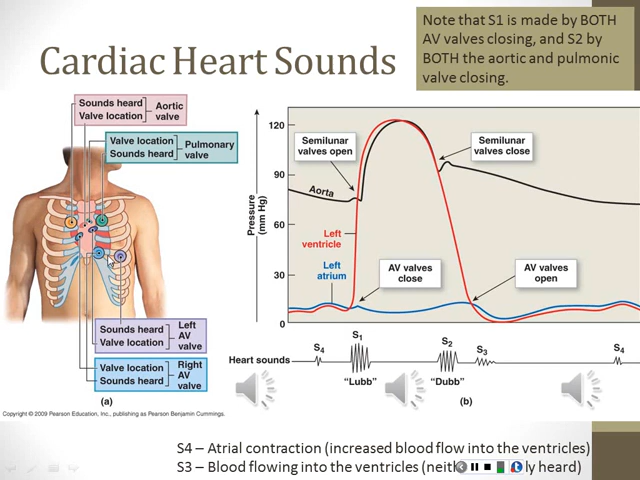 Note that S1 is made by BOTH
AV valves closing, and S2 by
BOTH the aortic and pulmonic
valve closing.
Cardiac Heart Sounds
Sounds heard
Valve location
Aortic
valve
Valve location
Sounds heard
Pulmonary
valve
Sounds heard
Valve location
Left
AV
valve
Valve location
Sounds heard
Right
AV
valve
(a)
Pressure
(mm Hg)
120
90
60
30
0
Semilunar
valves open
Semilunar
valves close
Aorta
Left
ventricle
Left
atrium
AV valves
close
AV valves
open
Heart sounds
S4
S1
S2
S3
S4
"Lubb"
"Dubb"
(b)
Copyright © 2009 Pearson Education, Inc., publishing as Pearson Benjamin Cummings.
S4 – Atrial contraction (increased blood flow into the ventricles)
S3 – Blood flowing into the ventricles (neith ly heard)